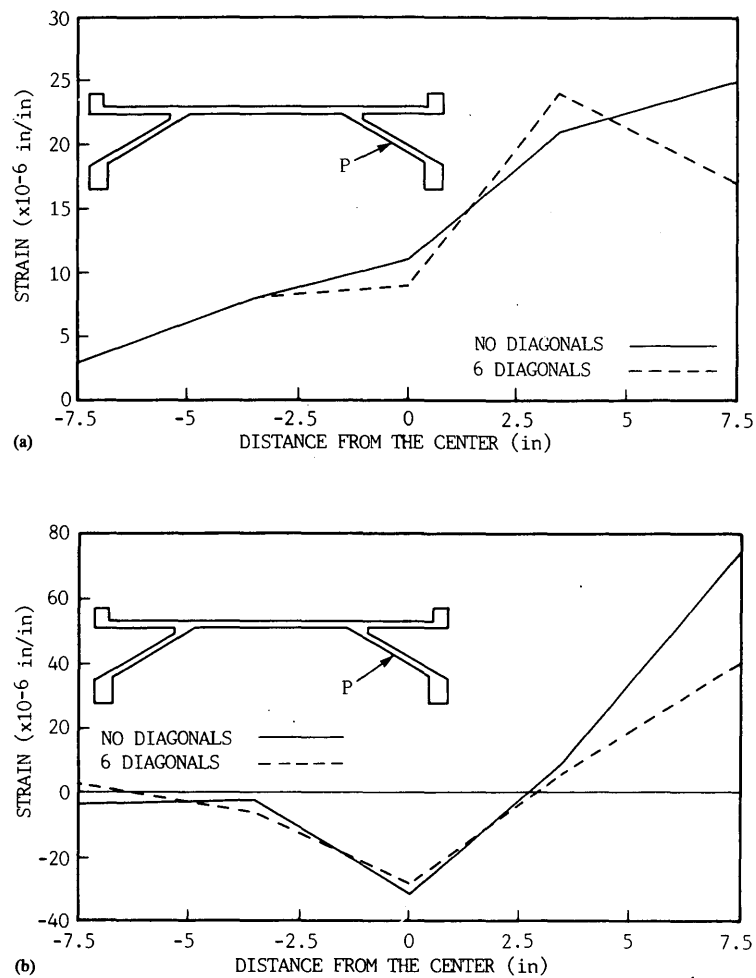 30
25
20
15
10
5
0
STRAIN (x10-6 in/in)
P
NO DIAGONALS
6 DIAGONALS
-7.5 -5 -2.5 0 2.5 5 7.5
(a) DISTANCE FROM THE CENTER (in)
80
60
40
20
0
-20
-40
STRAIN (x10-6 in/in)
P
NO DIAGONALS
6 DIAGONALS
-7.5 -5 -2.5 0 2.5 5 7.5
(b) DISTANCE FROM THE CENTER (in)